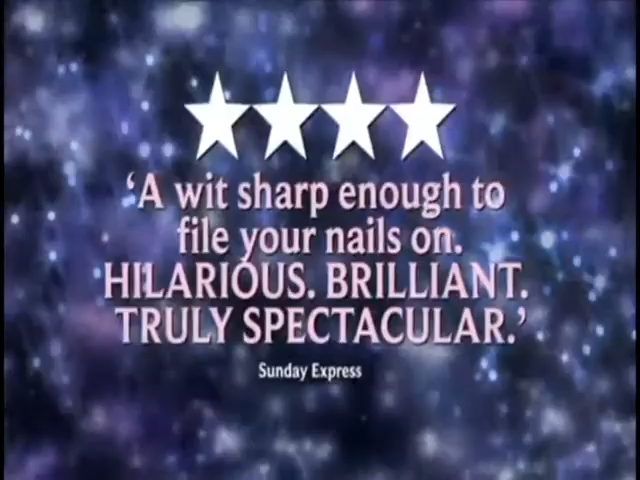 ‘A wit sharp enough to
file your nails on.
HILARIOUS. BRILLIANT.
TRULY SPECTACULAR.’
Sunday Express